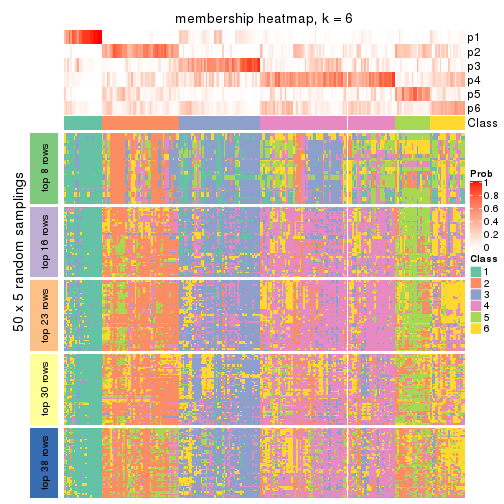 membership heatmap, k = 6
p1
p2
p3
p4
p5
p6
Class
50 x 5 random samplings
top 8 rows
top 16 rows
top 23 rows
top 30 rows
top 38 rows
Prob
1
0.8
0.6
0.4
0.2
0
Class
1
2
3
4
5
6